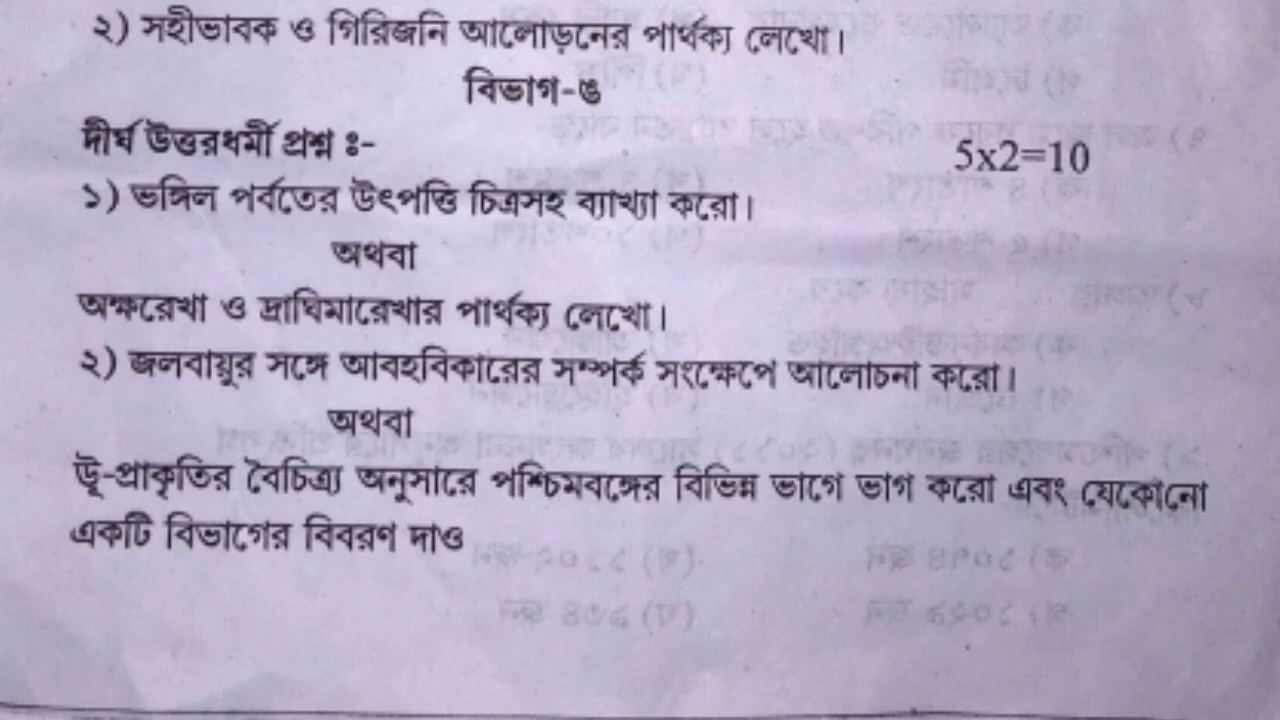 ২) সহীভাবক ও গিরিজনি আলোড়নের পার্থক্য লেখো।
বিভাগ-ঙ
দীর্ঘ উত্তরধর্মী প্রশ্ন ঃ-
5x2=10
১) ভঙ্গিল পর্বতের উৎপত্তি চিত্রসহ ব্যাখ্যা করো।
অথবা
অক্ষরেখা ও দ্রাঘিমারেখার পার্থক্য লেখো।
২) জলবায়ুর সঙ্গে আবহবিকারের সম্পর্ক সংক্ষেপে আলোচনা করো।
অথবা
ভূ-প্রাকৃতির বৈচিত্র্য অনুসারে পশ্চিমবঙ্গের বিভিন্ন ভাগে ভাগ করো এবং যেকোনো
একটি বিভাগের বিবরণ দাও